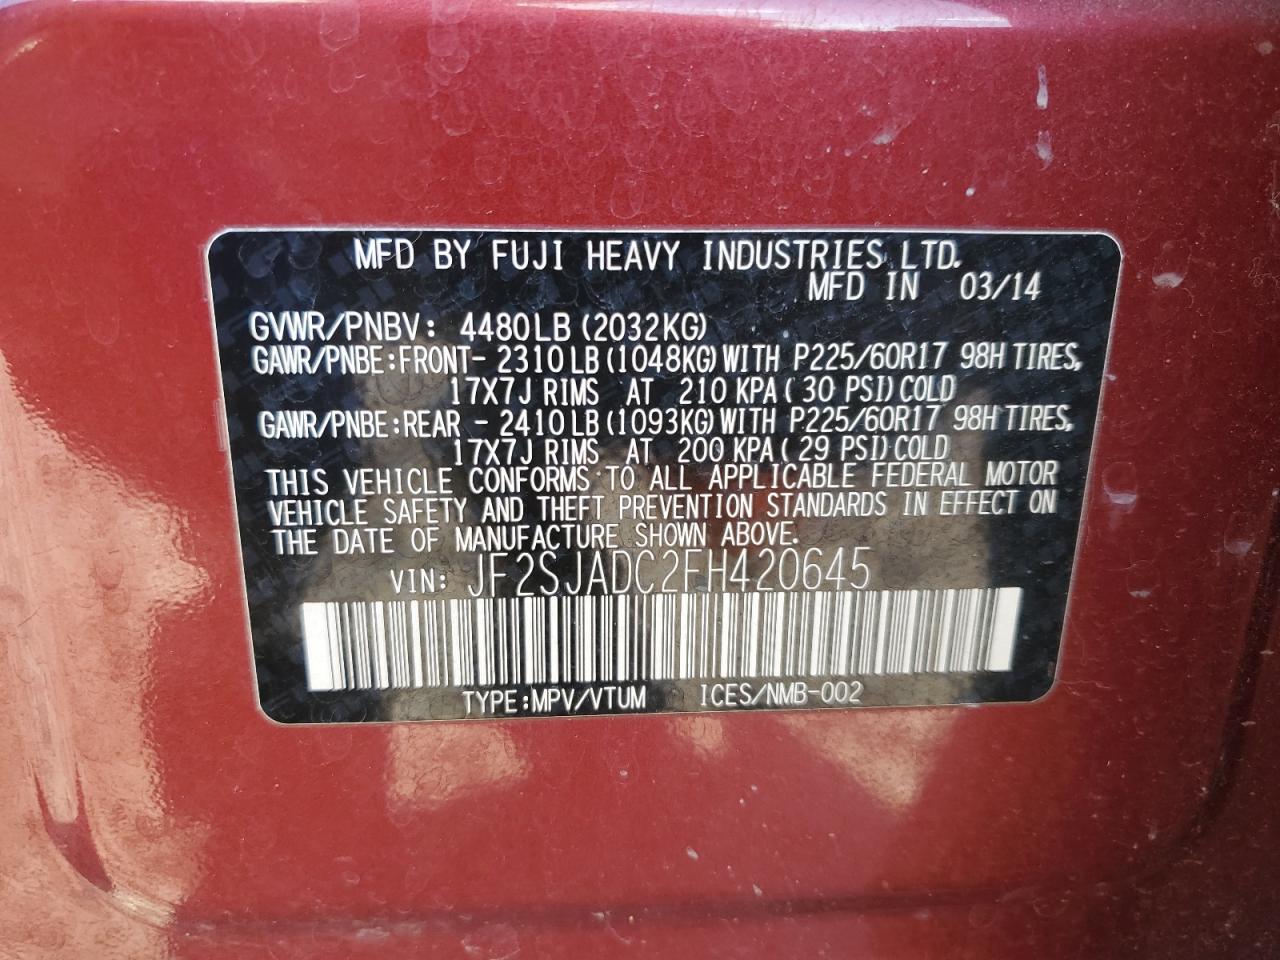 MFD BY FUJI HEAVY INDUSTRIES LTD.
MFD IN 03/14
GVWR/PNBV: 4480LB (2032KG)
GAWR/PNBE:FRONT- 2310 LB (1048KG) WITH P225/60R17 98H TIRES,
17X7J RIMS AT 210 KPA ( 30 PSI) COLD
GAWR/PNBE:REAR - 2410 LB (1093KG) WITH P225/60R17 98H TIRES,
17X7J RIMS AT 200 KPA ( 29 PSI) COLD
THIS VEHICLE CONFORMS TO ALL APPLICABLE FEDERAL MOTOR
VEHICLE SAFETY AND THEFT PREVENTION STANDARDS IN EFFECT ON
THE DATE OF MANUFACTURE SHOWN ABOVE.
VIN: JF2SJADC2FH420645
TYPE:MPV/VTUM ICES/NMB-002